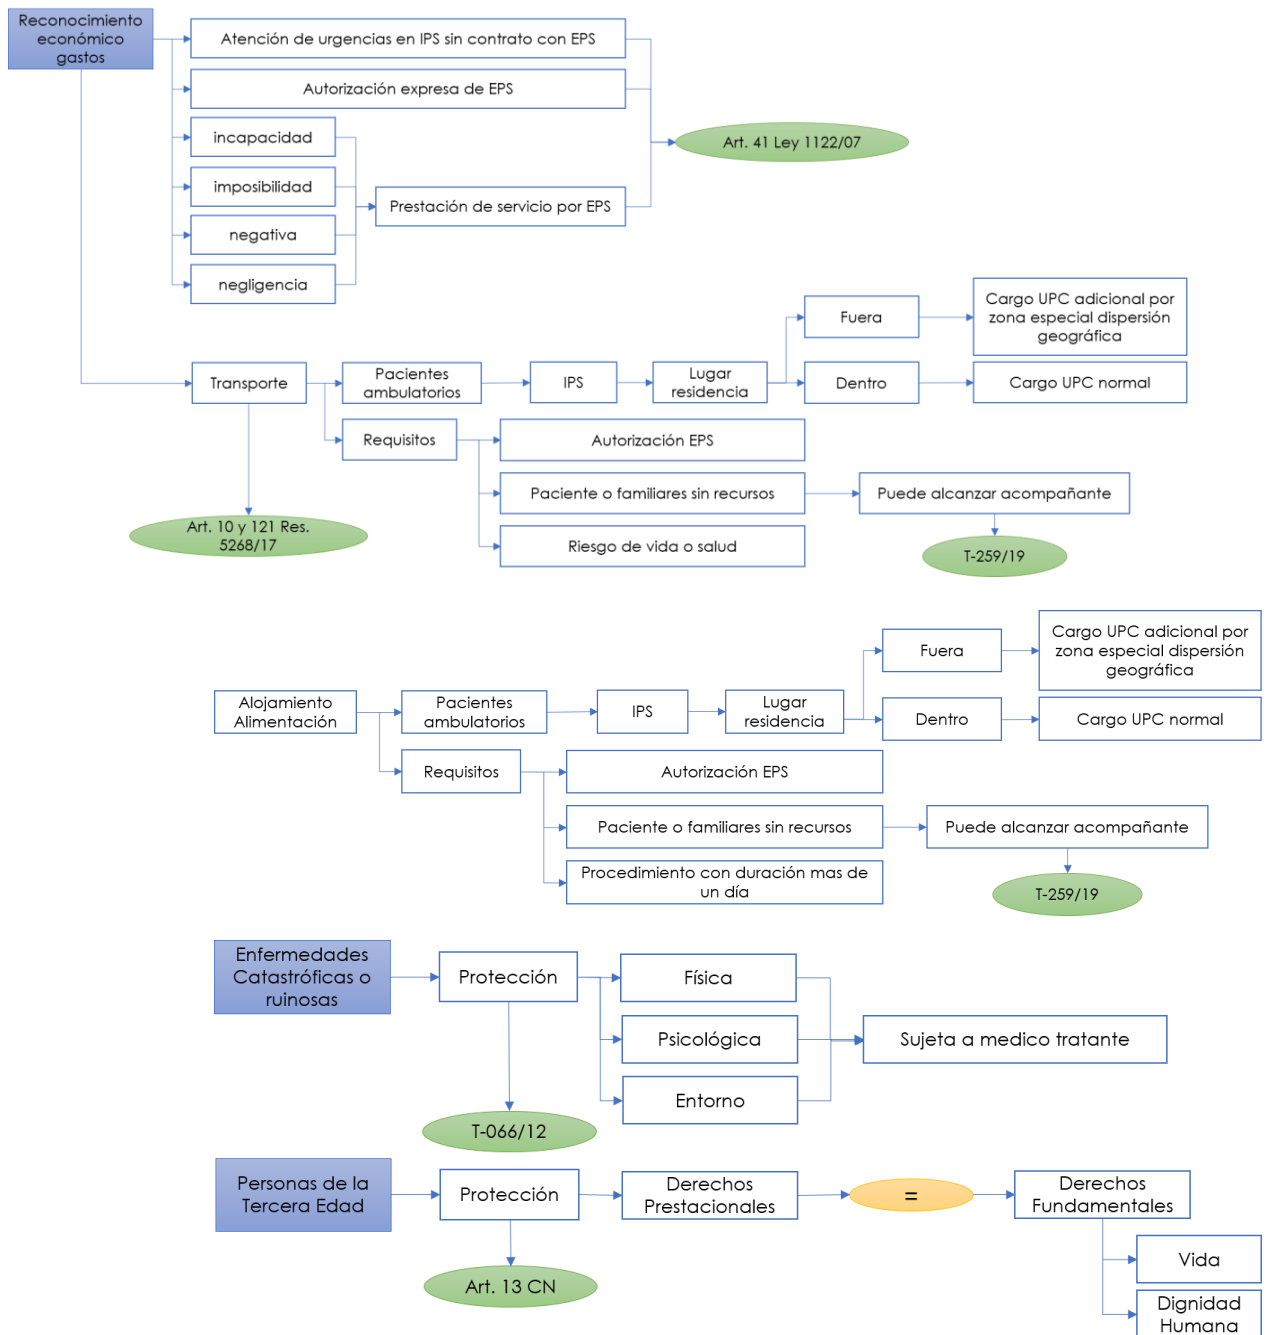 Reconocimiento
económico
gastos
Atención de urgencias en IPS sin contrato con EPS
Autorización expresa de EPS
incapacidad
imposibilidad
negativa
negligencia
Prestación de servicio por EPS
Art. 41 Ley 1122/07
Transporte
Pacientes
ambulatorios
IPS
Lugar
residencia
Fuera
Cargo UPC adicional por
zona especial dispersión
geográfica
Dentro
Cargo UPC normal
Requisitos
Autorización EPS
Paciente o familiares sin recursos
Puede alcanzar acompañante
Riesgo de vida o salud
Art. 10 y 121 Res.
5268/17
T-259/19
Alojamiento
Alimentación
Pacientes
ambulatorios
IPS
Lugar
residencia
Fuera
Cargo UPC adicional por
zona especial dispersión
geográfica
Dentro
Cargo UPC normal
Requisitos
Autorización EPS
Paciente o familiares sin recursos
Puede alcanzar acompañante
Procedimiento con duración mas de
un día
T-259/19
Enfermedades
Catastróficas o
ruinosas
Protección
Física
Psicológica
Entorno
Sujeta a medico tratante
T-066/12
Personas de la
Tercera Edad
Protección
Derechos
Prestacionales
=
Derechos
Fundamentales
Vida
Dignidad
Humana
Art. 13 CN